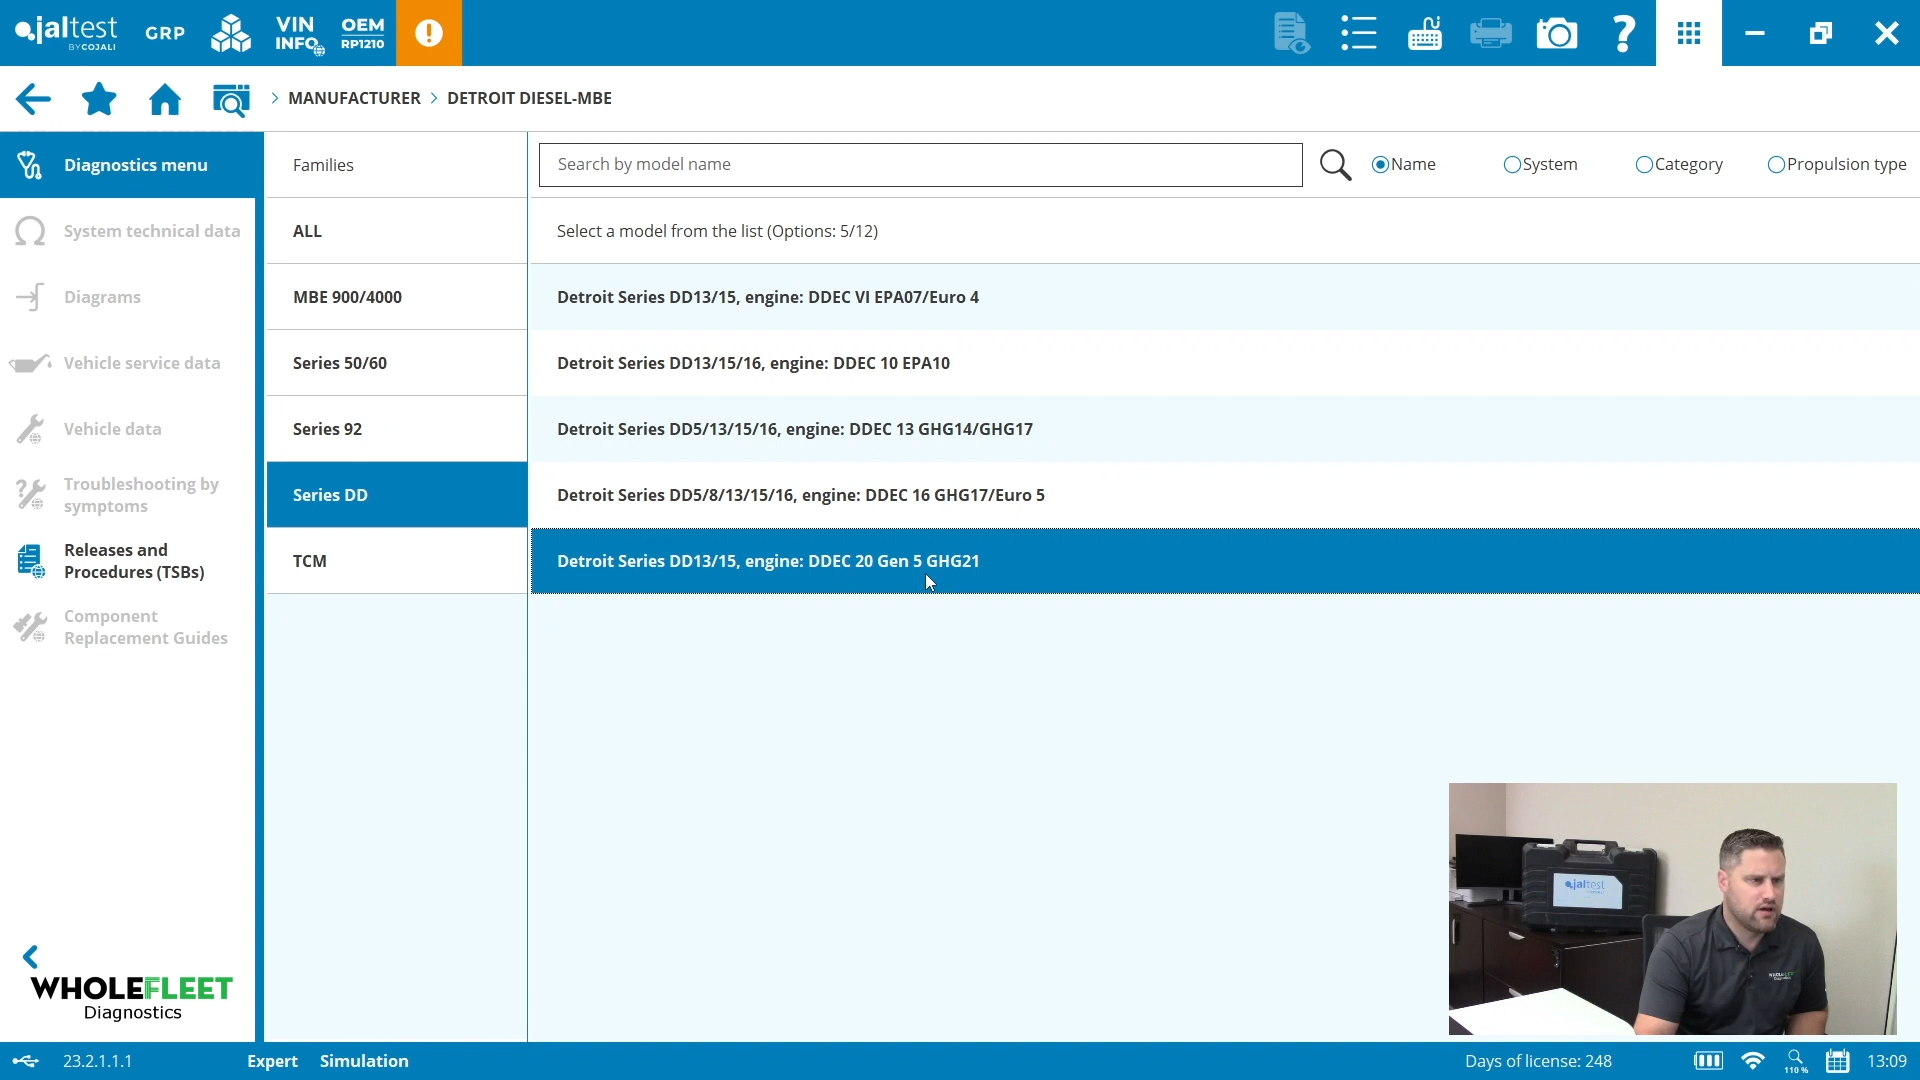 jaltest
BY COJALI
GRP
VIN
INFO
OEM
RP1210
MANUFACTURER
DETROIT DIESEL-MBE
Diagnostics menu
System technical data
Diagrams
Vehicle service data
Vehicle data
Troubleshooting by
symptoms
Releases and
Procedures (TSBs)
Component
Replacement Guides
WHOLEFLEET
Diagnostics
Families
ALL
MBE 900/4000
Series 50/60
Series 92
Series DD
TCM
Search by model name
Name
System
Category
Propulsion type
Select a model from the list (Options: 5/12)
Detroit Series DD13/15, engine: DDEC VI EPA07/Euro 4
Detroit Series DD13/15/16, engine: DDEC 10 EPA10
Detroit Series DD5/13/15/16, engine: DDEC 13 GHG14/GHG17
Detroit Series DD5/8/13/15/16, engine: DDEC 16 GHG17/Euro 5
Detroit Series DD13/15, engine: DDEC 20 Gen 5 GHG21
jaltest
WHOLEFLEET
Diagnostics
23.2.1.1.1
Expert
Simulation
Days of license: 248
110 %
13:09